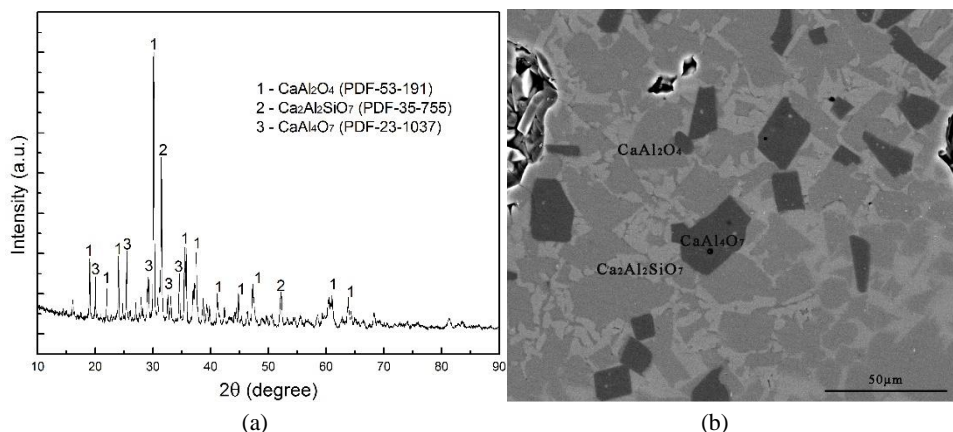 Intensity (a.u.)
1 - CaAl₂O₄ (PDF-53-191)
2 - Ca₂Al₂SiO₇ (PDF-35-755)
3 - CaAl₄O₇ (PDF-23-1037)
1
2
1
3
1
1
3
3
2
3
3
1
1
1
1
1
2
1
10 20 30 40 50 60 70 80 90
2θ (degree)
(a)
CaAl₂O₄
CaAl₄O₇
Ca₂Al₂SiO₇
50μm
(b)